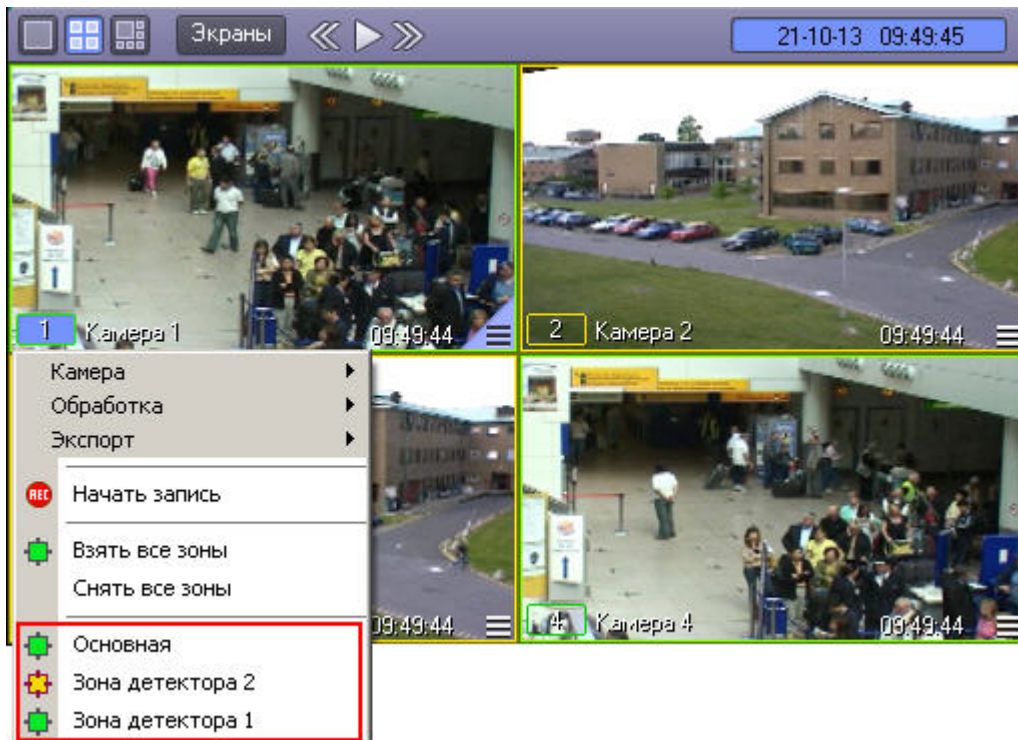 Экраны 21-10-13 09:49:45
1 Камера 1 09:49:44
2 Камера 2 09:49:44
Камера
Обработка
Экспорт
REC Начать запись
Взять все зоны
Снять все зоны
09:49:44
4 Камера 4 09:49:44
Основная
Зона детектора 2
Зона детектора 1